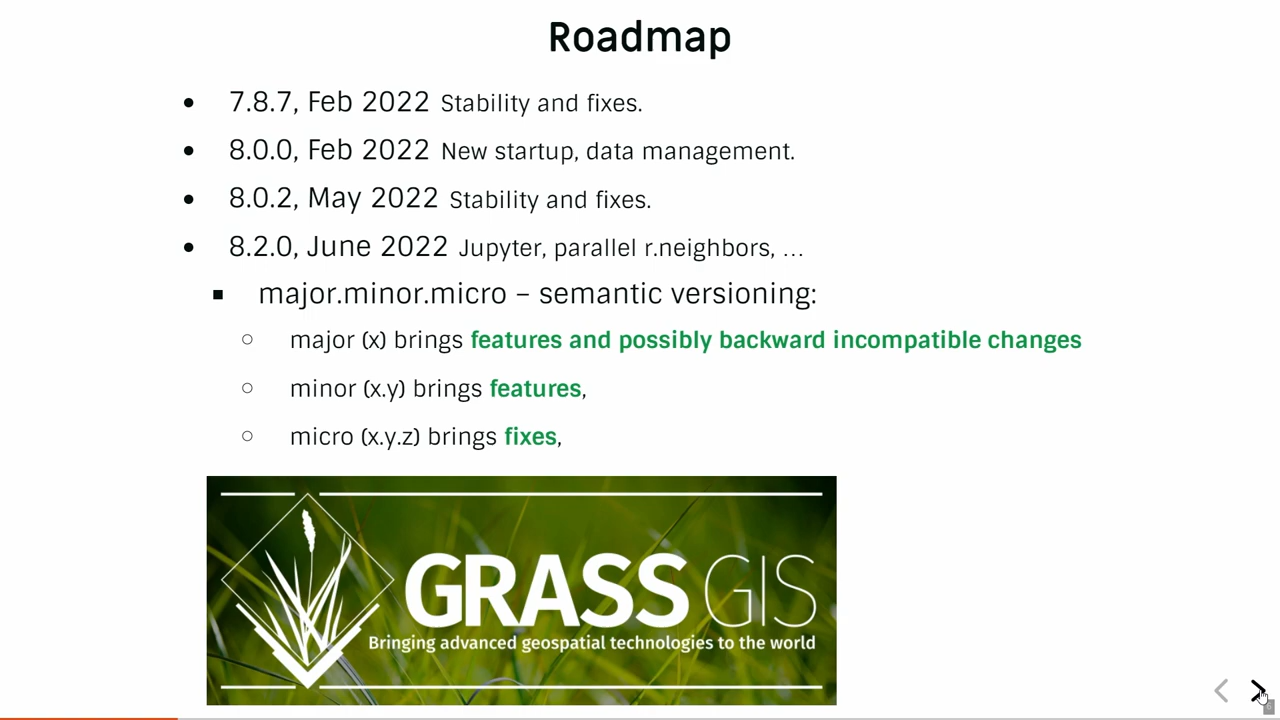 Roadmap
7.8.7, Feb 2022 Stability and fixes.
8.0.0, Feb 2022 New startup, data management.
8.0.2, May 2022 Stability and fixes.
8.2.0, June 2022 Jupyter, parallel r.neighbors, ...
major.minor.micro – semantic versioning:
major (x) brings features and possibly backward incompatible changes
minor (x.y) brings features,
micro (x.y.z) brings fixes,
GRASS GIS
Bringing advanced geospatial technologies to the world